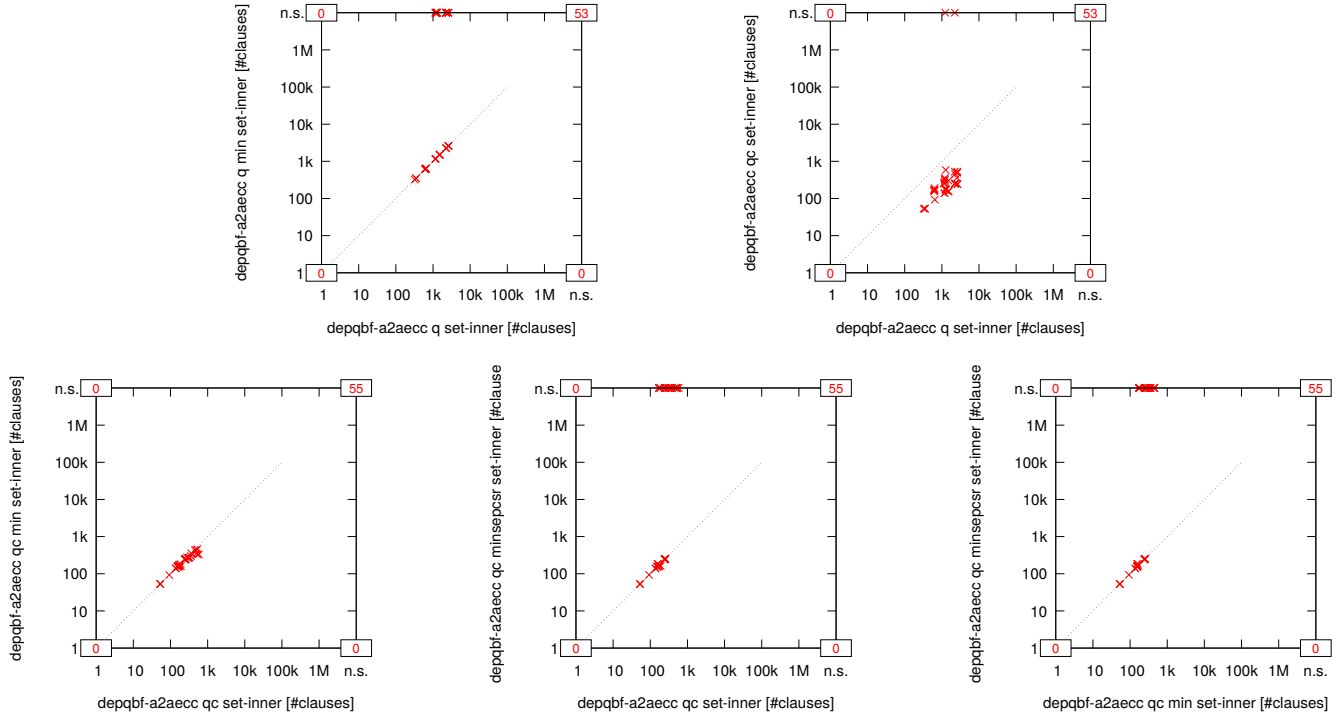 n.s.
0
53
1M
100k
10k
1k
100
10
1
0
0
1 10 100 1k 10k 100k 1M n.s.
depqbf-a2aecc q min set-inner [#clauses]
depqbf-a2aecc q set-inner [#clauses]
n.s.
0
53
1M
100k
10k
1k
100
10
1
0
0
1 10 100 1k 10k 100k 1M n.s.
depqbf-a2aecc qc set-inner [#clauses]
depqbf-a2aecc q set-inner [#clauses]
n.s.
0
55
1M
100k
10k
1k
100
10
1
0
0
1 10 100 1k 10k 100k 1M n.s.
depqbf-a2aecc qc min set-inner [#clauses]
depqbf-a2aecc qc set-inner [#clauses]
n.s.
0
55
1M
100k
10k
1k
100
10
1
0
0
1 10 100 1k 10k 100k 1M n.s.
depqbf-a2aecc qc minsepcsr set-inner [#clause
depqbf-a2aecc qc set-inner [#clauses]
n.s.
0
55
1M
100k
10k
1k
100
10
1
0
0
1 10 100 1k 10k 100k 1M n.s.
depqbf-a2aecc qc minsepcsr set-inner [#clause
depqbf-a2aecc qc min set-inner [#clauses]